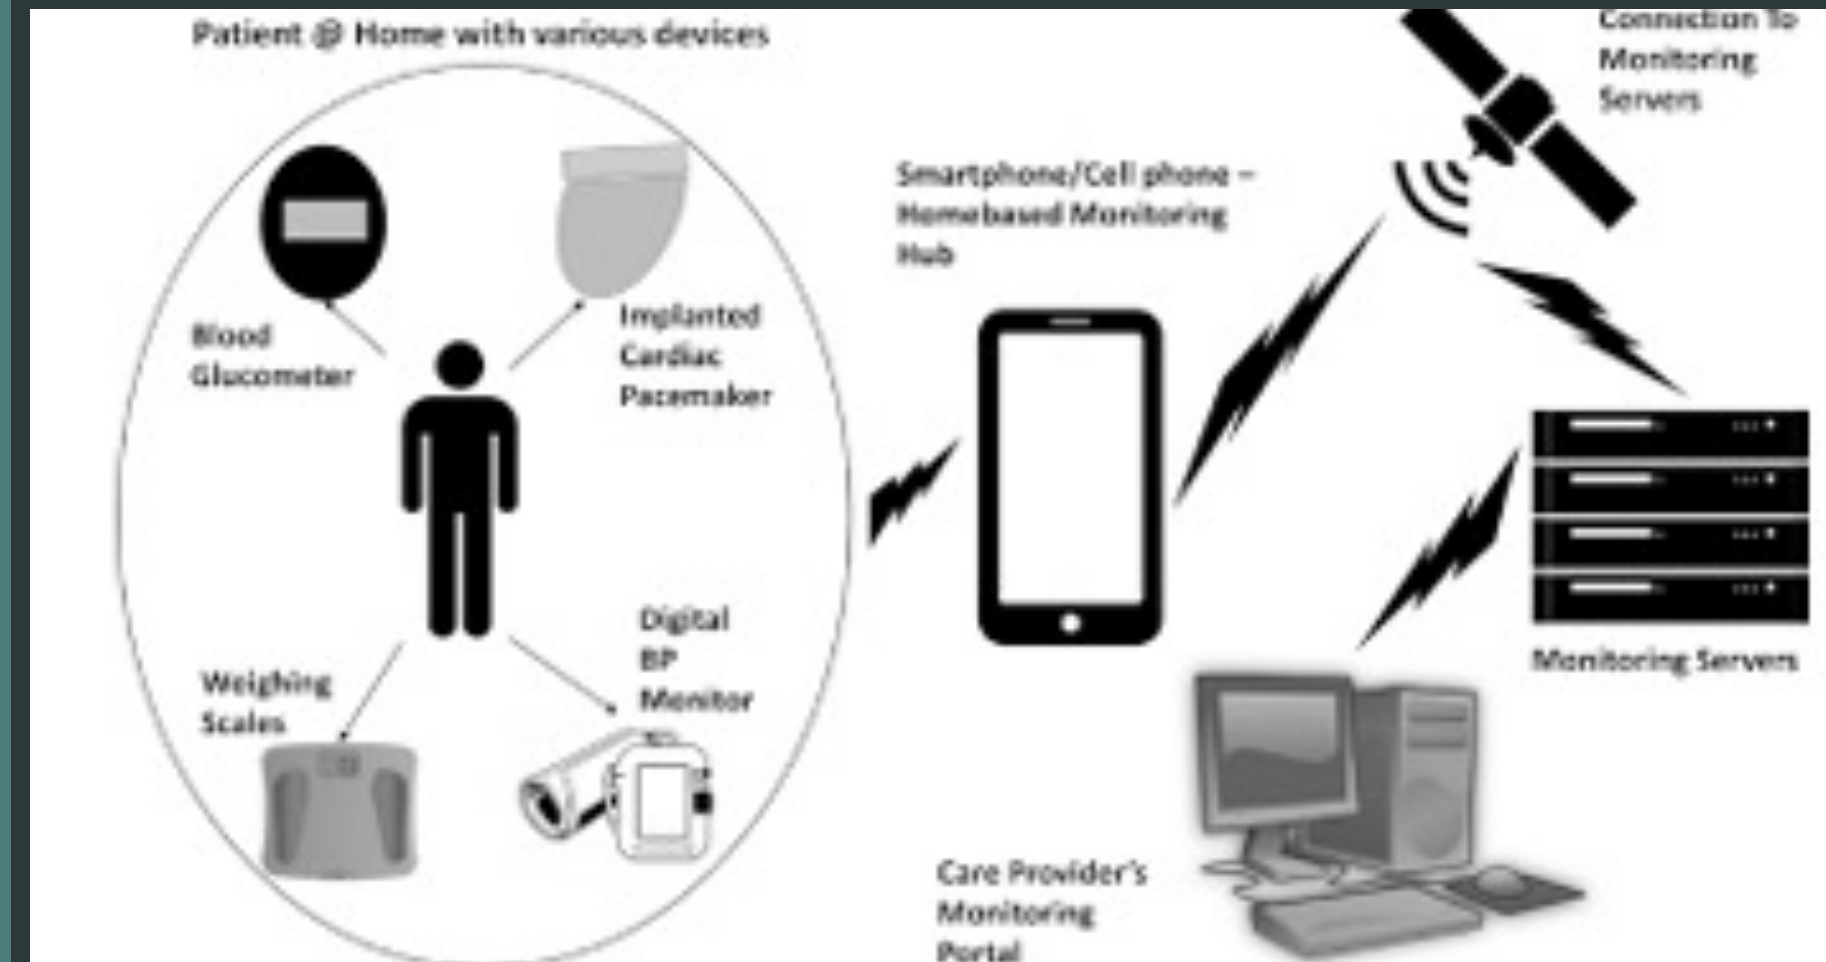 Patient @ Home with various devices
Blood
Glucometer
Implanted
Cardiac
Pacemaker
Weighing
Scales
Digital
BP
Monitor
Smartphone/Cell phone –
Homebased Monitoring
Hub
Connection To
Monitoring
Servers
Monitoring Servers
Care Provider's
Monitoring
Portal